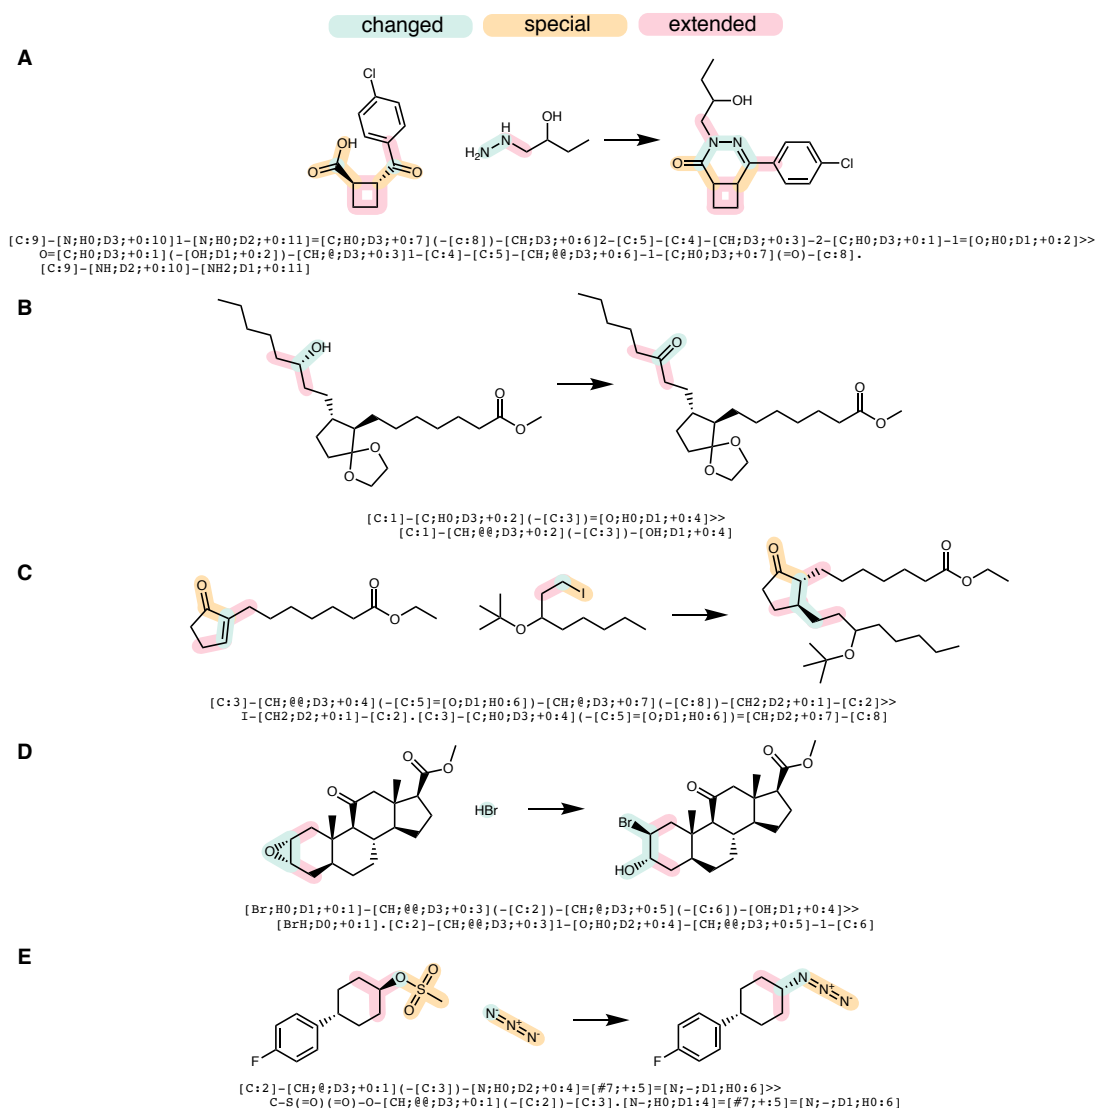 changed special extended
A
Cl
OH
O
O
H
H₂N
N
OH
OH
N
N
O
Cl
[C:9]-[N;H0;D3;+0:10]1-[N;H0;D2;+0:11]=[C;H0;D3;+0:7](-[c:8])-[CH;D3;+0:6]2-[C:5]-[C:4]-[CH;D3;+0:3]-2-[C;H0;D3;+0:1]-1=[O;H0;D1;+0:2]>>
O=[C;H0;D3;+0:1](-[OH;D1;+0:2])-[CH;@;D3;+0:3]1-[C:4]-[C:5]-[CH;@@;D3;+0:6]-1-[C;H0;D3;+0:7](=O)-[c:8].
[C:9]-[NH;D2;+0:10]-[NH2;D1;+0:11]
B
OH
O
O
O
O
O
O
O
O
O
[C:1]-[C;H0;D3;+0:2](-[C:3])=[O;H0;D1;+0:4]>>
[C:1]-[CH;@@;D3;+0:2](-[C:3])-[OH;D1;+0:4]
C
O
O
O
I
O
O
O
O
O
[C:3]-[CH;@@;D3;+0:4](-[C:5]=[O;D1;H0:6])-[CH;@;D3;+0:7](-[C:8])-[CH2;D2;+0:1]-[C:2]>>
I-[CH2;D2;+0:1]-[C:2].[C:3]-[C;H0;D3;+0:4](-[C:5]=[O;D1;H0:6])=[CH;D2;+0:7]-[C:8]
D
O
O
O
O
HBr
O
O
O
Br
HO
[Br;H0;D1;+0:1]-[CH;@@;D3;+0:3](-[C:2])-[CH;@;D3;+0:5](-[C:6])-[OH;D1;+0:4]>>
[BrH;D0;+0:1].[C:2]-[CH;@@;D3;+0:3]1-[O;H0;D2;+0:4]-[CH;@@;D3;+0:5]-1-[C:6]
E
O
O
S
O
F
N⁻
N⁺
N⁻
N
N⁺
N⁻
F
[C:2]-[CH;@;D3;+0:1](-[C:3])-[N;H0;D2;+0:4]=[#7;+:5]=[N;-;D1;H0:6]>>
C-S(=O)(=O)-O-[CH;@@;D3;+0:1](-[C:2])-[C:3].[N-;H0;D1:4]=[#7;+:5]=[N;-;D1;H0:6]